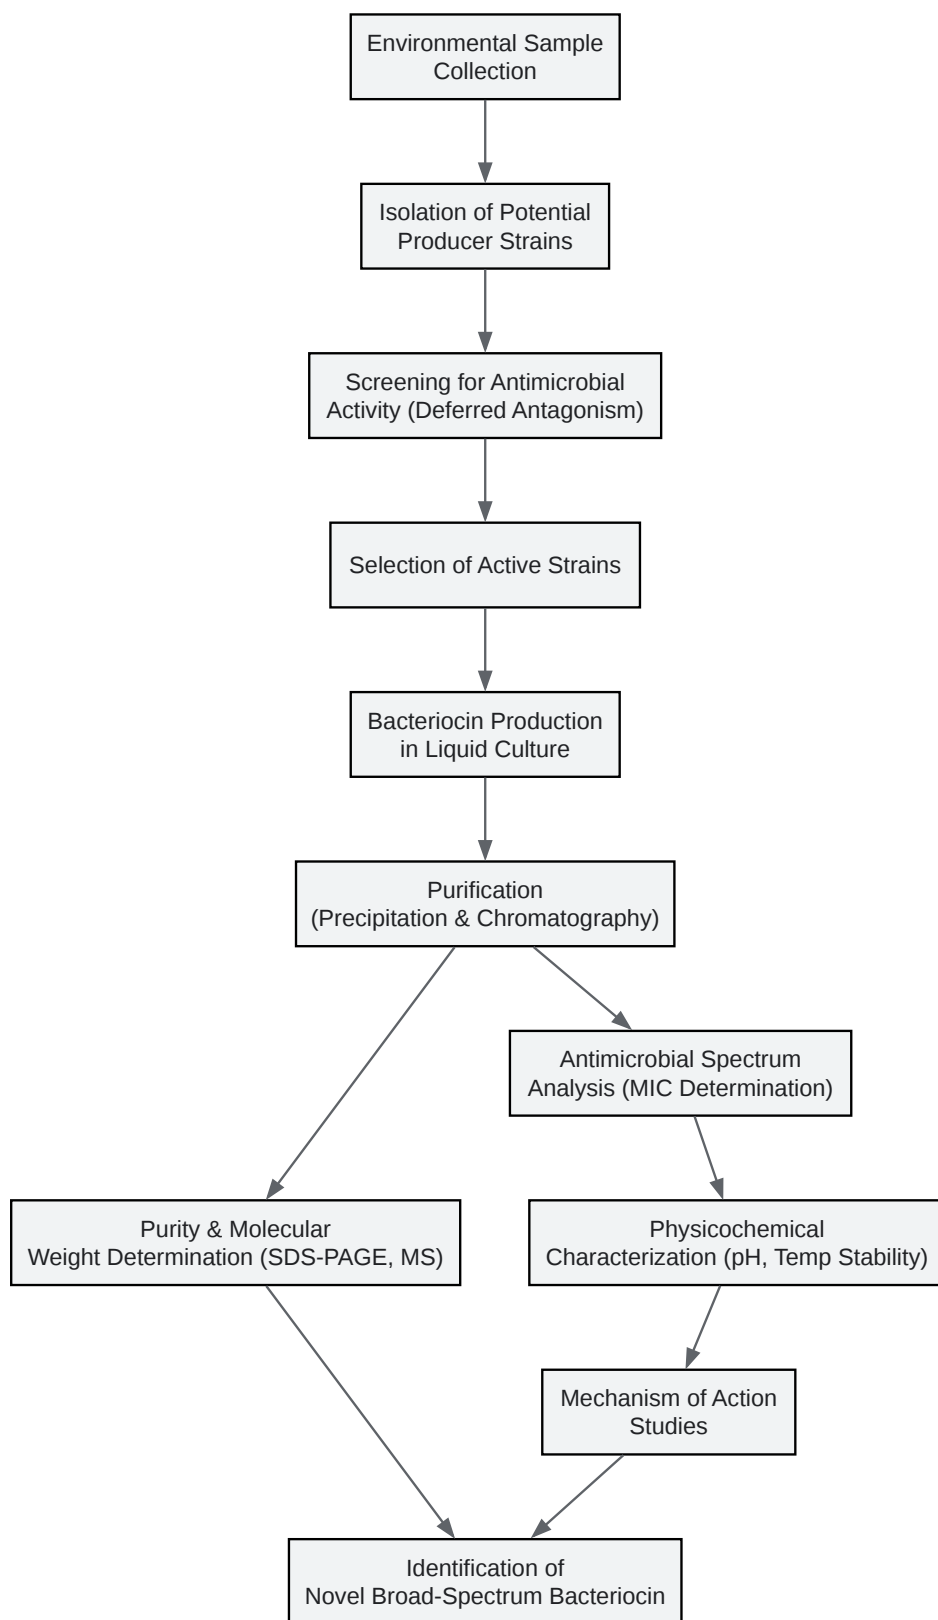 Environmental Sample
Collection
Isolation of Potential
Producer Strains
Screening for Antimicrobial
Activity (Deferred Antagonism)
Selection of Active Strains
Bacteriocin Production
in Liquid Culture
Purification
(Precipitation & Chromatography)
Antimicrobial Spectrum
Analysis (MIC Determination)
Purity & Molecular
Weight Determination (SDS-PAGE, MS)
Physicochemical
Characterization (pH, Temp Stability)
Mechanism of Action
Studies
Identification of
Novel Broad-Spectrum Bacteriocin